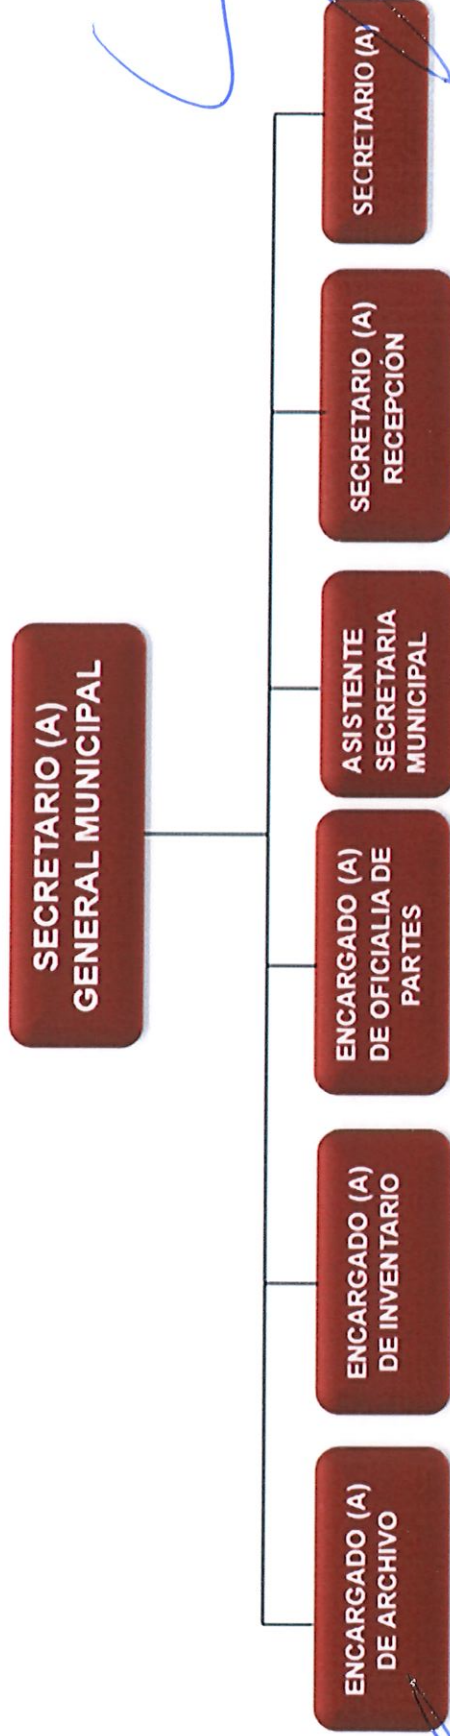 SECRETARIO (A)
GENERAL MUNICIPAL
ENCARGADO (A)
DE ARCHIVO
ENCARGADO (A)
DE INVENTARIO
ENCARGADO (A)
DE OFICIALIA DE
PARTES
ASISTENTE
SECRETARIA
MUNICIPAL
SECRETARIO (A)
RECEPCIÓN
SECRETARIO (A)